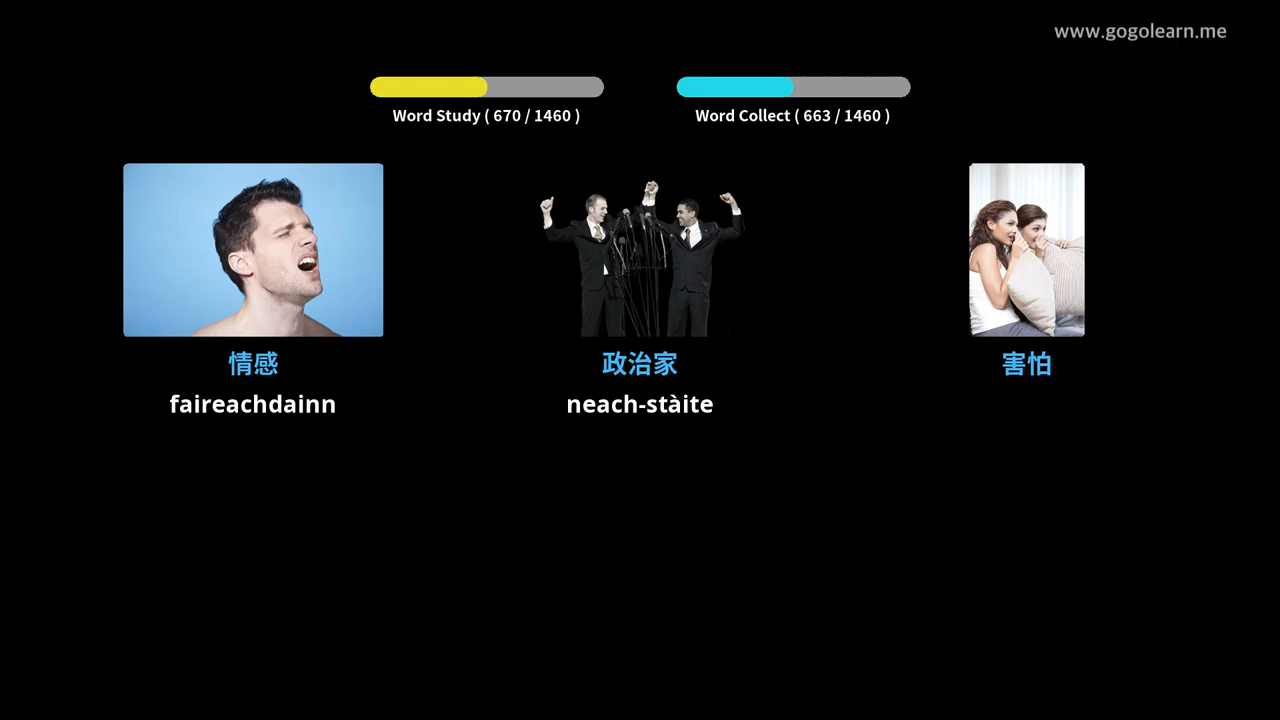 www.gogolearn.me
Word Study ( 670 / 1460 )
Word Collect ( 663 / 1460 )
情感
政治家
害怕
faireachdainn
neach-stàite